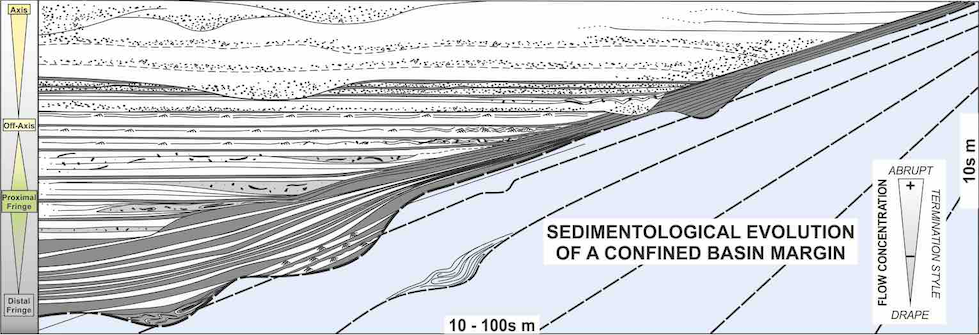 Axis
Off-Axis
Proximal
Fringe
Distal
Fringe
SEDIMENTOLOGICAL EVOLUTION
OF A CONFINED BASIN MARGIN
10 - 100s m
10s m
FLOW CONCENTRATION
ABRUPT
+
–
DRAPE
TERMINATION STYLE